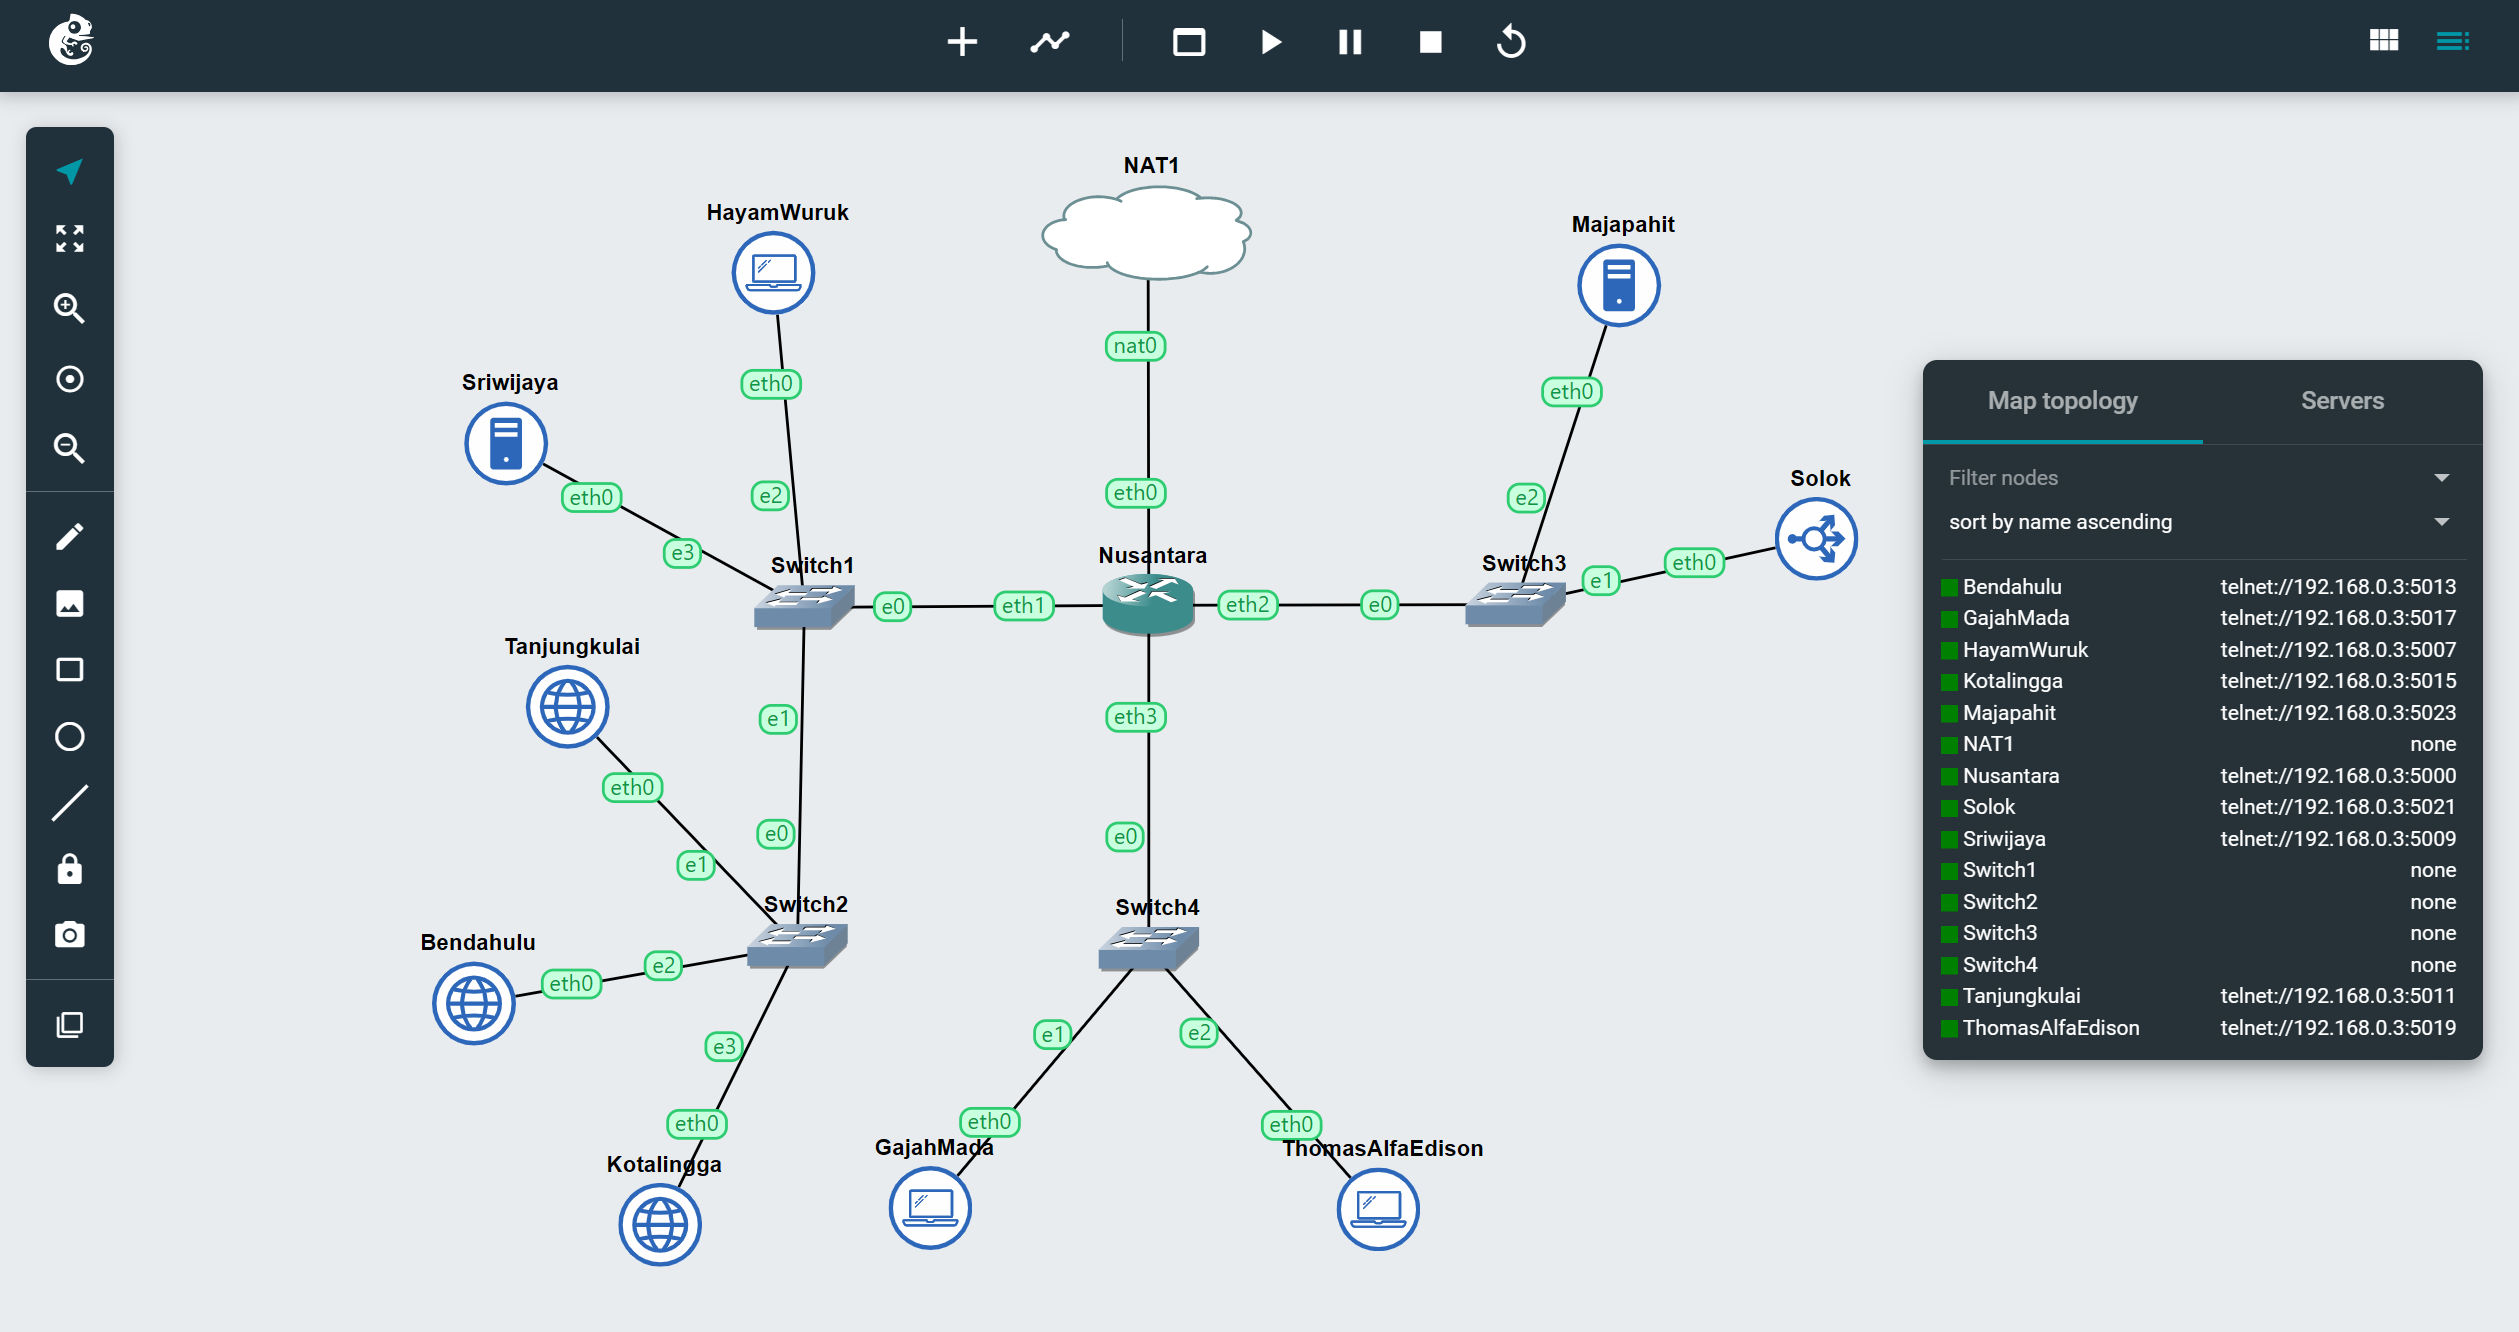 NAT1
HayamWuruk
Majapahit
nat0
Sriwijaya
eth0
eth0
Solok
eth0
e2
eth0
e2
e3
Switch1
Nusantara
Switch3
eth0
e1
e0
eth1
eth2
e0
Tanjungkulai
e1
eth3
eth0
e0
e0
e1
Switch2
Switch4
Bendahulu
e2
eth0
e3
e1
e2
eth0
eth0
eth0
GajahMada
ThomasAlfaEdison
Kotalingga
Map topology
Servers
Filter nodes
sort by name ascending
Bendahulu telnet://192.168.0.3:5013
GajahMada telnet://192.168.0.3:5017
HayamWuruk telnet://192.168.0.3:5007
Kotalingga telnet://192.168.0.3:5015
Majapahit telnet://192.168.0.3:5023
NAT1 none
Nusantara telnet://192.168.0.3:5000
Solok telnet://192.168.0.3:5021
Sriwijaya telnet://192.168.0.3:5009
Switch1 none
Switch2 none
Switch3 none
Switch4 none
Tanjungkulai telnet://192.168.0.3:5011
ThomasAlfaEdison telnet://192.168.0.3:5019